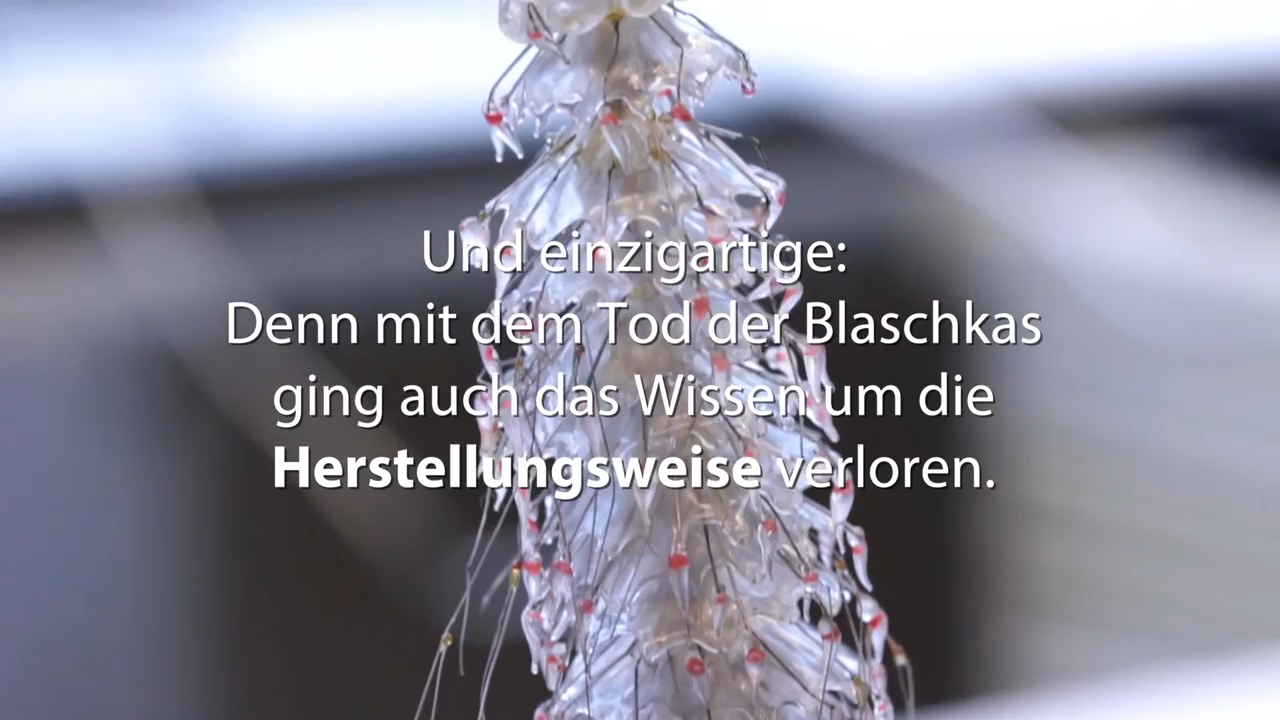 Und einzigartige:
Denn mit dem Tod der Blaschkas
ging auch das Wissen um die
Herstellungsweise verloren.